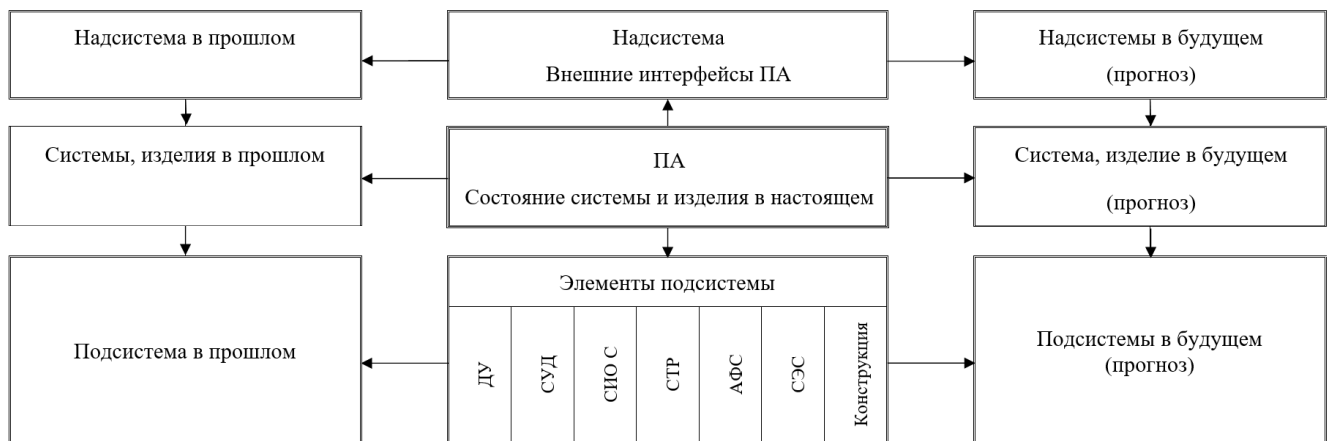 Надсистема в прошлом
Надсистема
Внешние интерфейсы ПА
Надсистемы в будущем
(прогноз)
Системы, изделия в прошлом
ПА
Состояние системы и изделия в настоящем
Система, изделие в будущем
(прогноз)
Подсистема в прошлом
Элементы подсистемы
ДУ
СУД
СИО С
СТР
АФС
СЭС
Конструкция
Подсистемы в будущем
(прогноз)